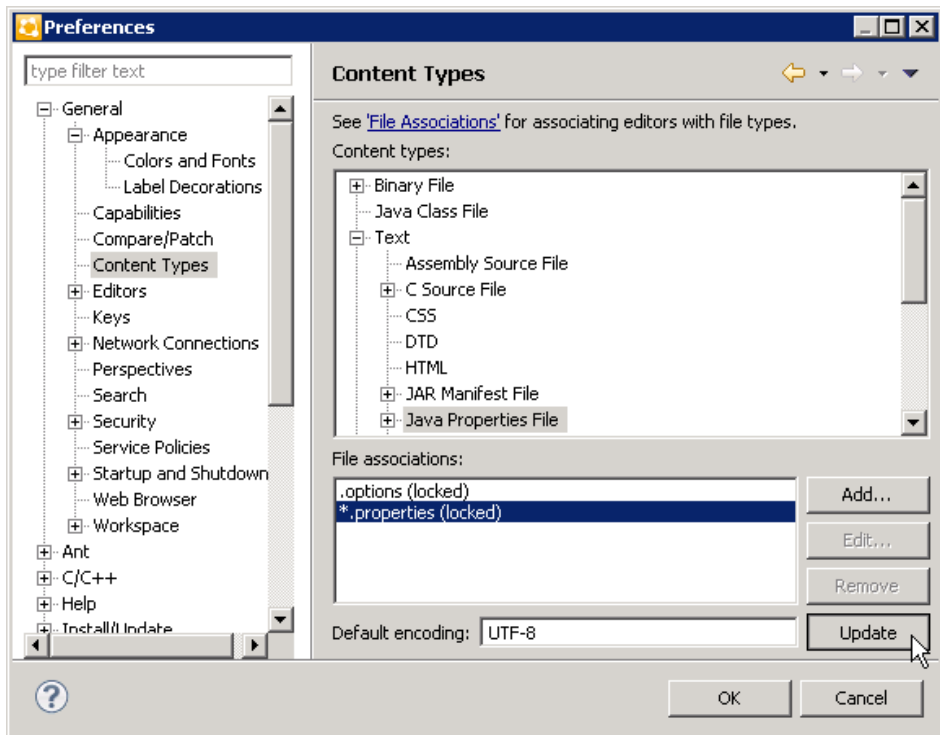 Preferences
type filter text
General
Appearance
Colors and Fonts
Label Decorations
Capabilities
Compare/Patch
Content Types
Editors
Keys
Network Connections
Perspectives
Search
Security
Service Policies
Startup and Shutdown
Web Browser
Workspace
Ant
C/C++
Help
Install/Update
Content Types
See 'File Associations' for associating editors with file types.
Content types:
Binary File
Java Class File
Text
Assembly Source File
C Source File
CSS
DTD
HTML
JAR Manifest File
Java Properties File
File associations:
.options (locked)
*.properties (locked)
Add...
Edit...
Remove
Default encoding: UTF-8
Update
?
OK
Cancel